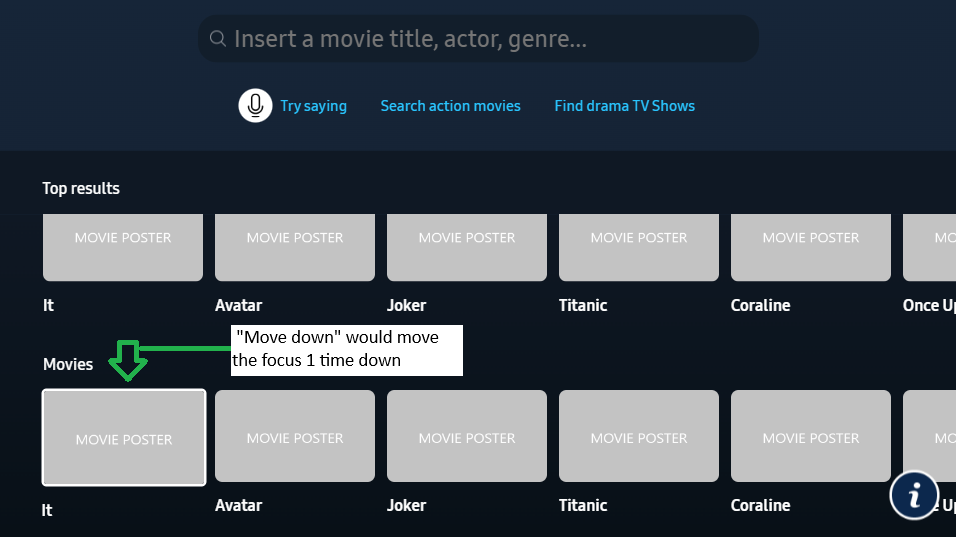 Insert a movie title, actor, genre...
Try saying Search action movies Find drama TV Shows
Top results
MOVIE POSTER MOVIE POSTER MOVIE POSTER MOVIE POSTER MOVIE POSTER MO
It Avatar Joker Titanic Coraline Once Up
"Move down" would move
the focus 1 time down
Movies
MOVIE POSTER MOVIE POSTER MOVIE POSTER MOVIE POSTER MOVIE POSTER MO
It Avatar Joker Titanic Coraline Up
i